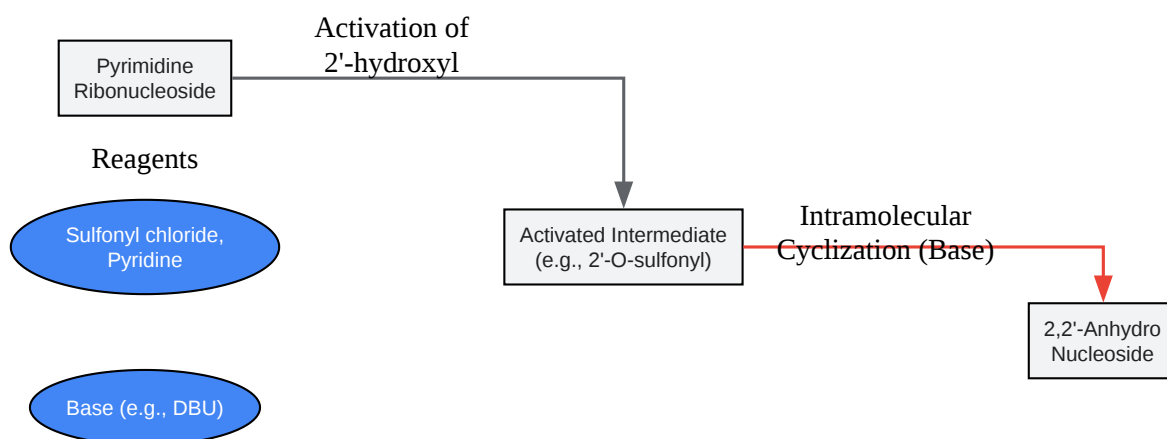 Activation of
2'-hydroxyl
Pyrimidine
Ribonucleoside
Reagents
Sulfonyl chloride,
Pyridine
Activated Intermediate
(e.g., 2'-O-sulfonyl)
Intramolecular
Cyclization (Base)
2,2'-Anhydro
Nucleoside
Base (e.g., DBU)